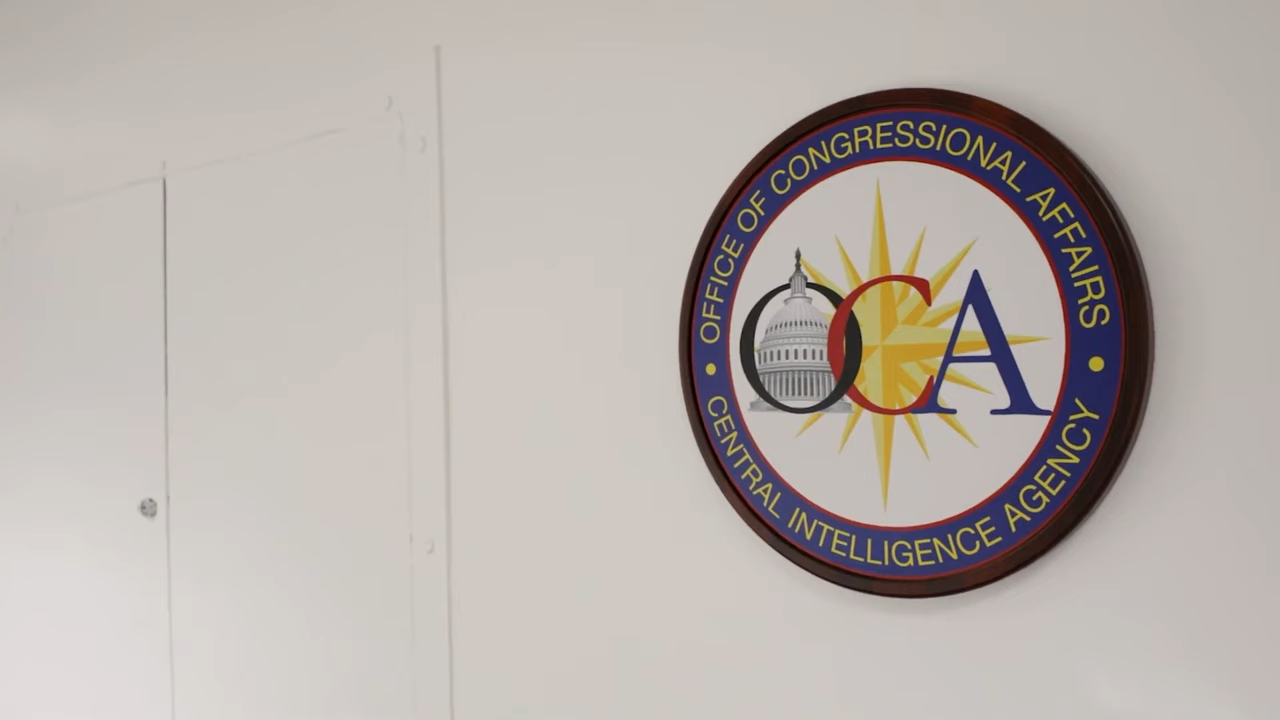 OFFICE OF CONGRESSIONAL AFFAIRS
OCA
CENTRAL INTELLIGENCE AGENCY